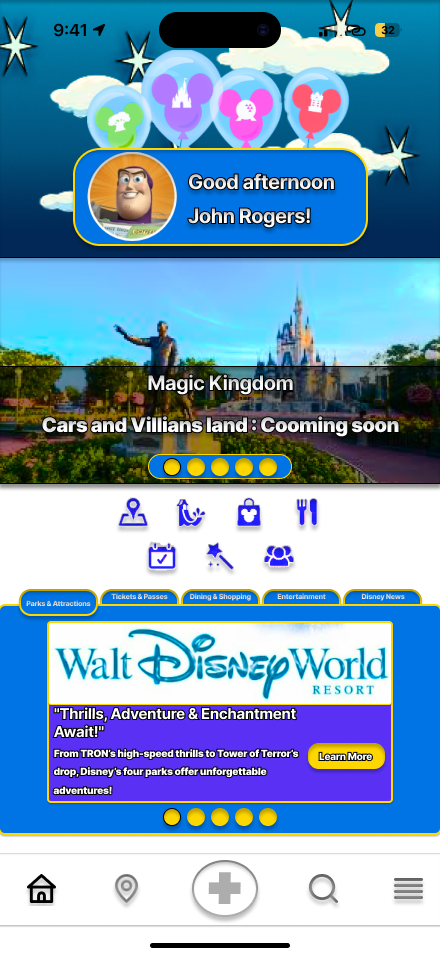 9:41
32
Good afternoon
John Rogers!
Magic Kingdom
Cars and Villians land : Cooming soon
Parks & Attractions
Tickets & Passes
Dining & Shopping
Entertainment
Disney News
Walt Disney World
RESORT
"Thrills, Adventure & Enchantment
Await!"
From TRON's high-speed thrills to Tower of Terror's
drop, Disney's four parks offer unforgettable
adventures!
Learn More